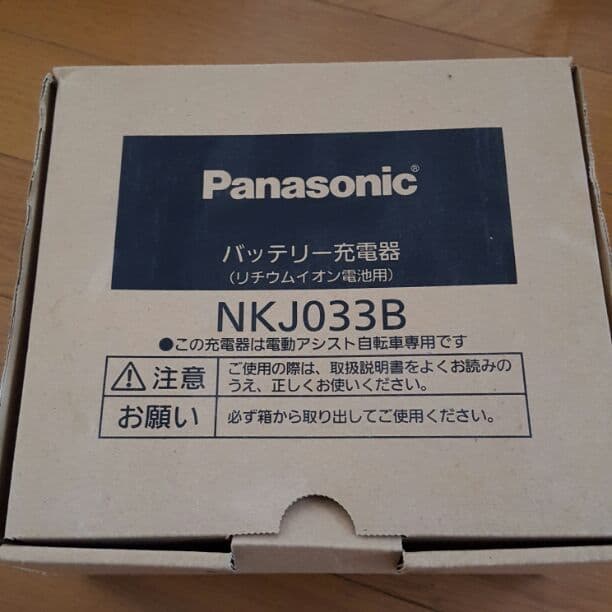 Panasonic®
バッテリー充電器
(リチウムイオン電池用)
NKJ033B
●この充電器は電動アシスト自転車専用です
⚠注意
ご使用の際は、取扱説明書をよくお読みの
うえ、正しくお使いください。
お願い
必ず箱から取り出してご使用ください。